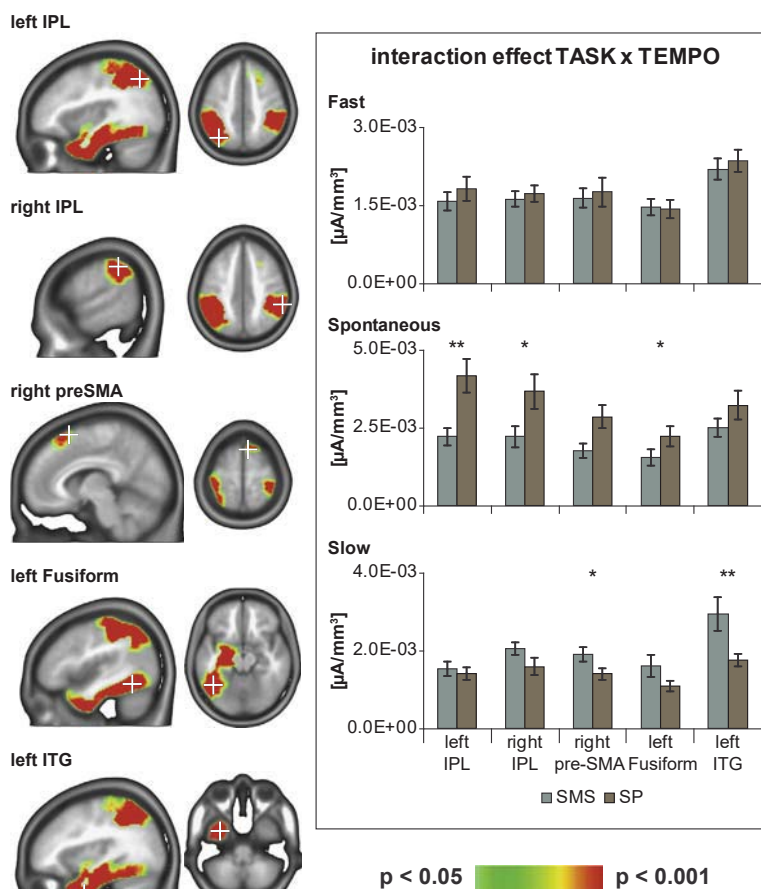 left IPL
right IPL
right preSMA
left Fusiform
left ITG
interaction effect TASK x TEMPO
Fast
3.0E-03
1.5E-03
0.0E+00
[µA/mm³]
Spontaneous
5.0E-03
2.5E-03
0.0E+00
[µA/mm³]
** * *
Slow
4.0E-03
2.0E-03
0.0E+00
[µA/mm³]
* **
left right right left left
IPL IPL pre-SMA Fusiform ITG
SMS SP
p < 0.05 p < 0.001